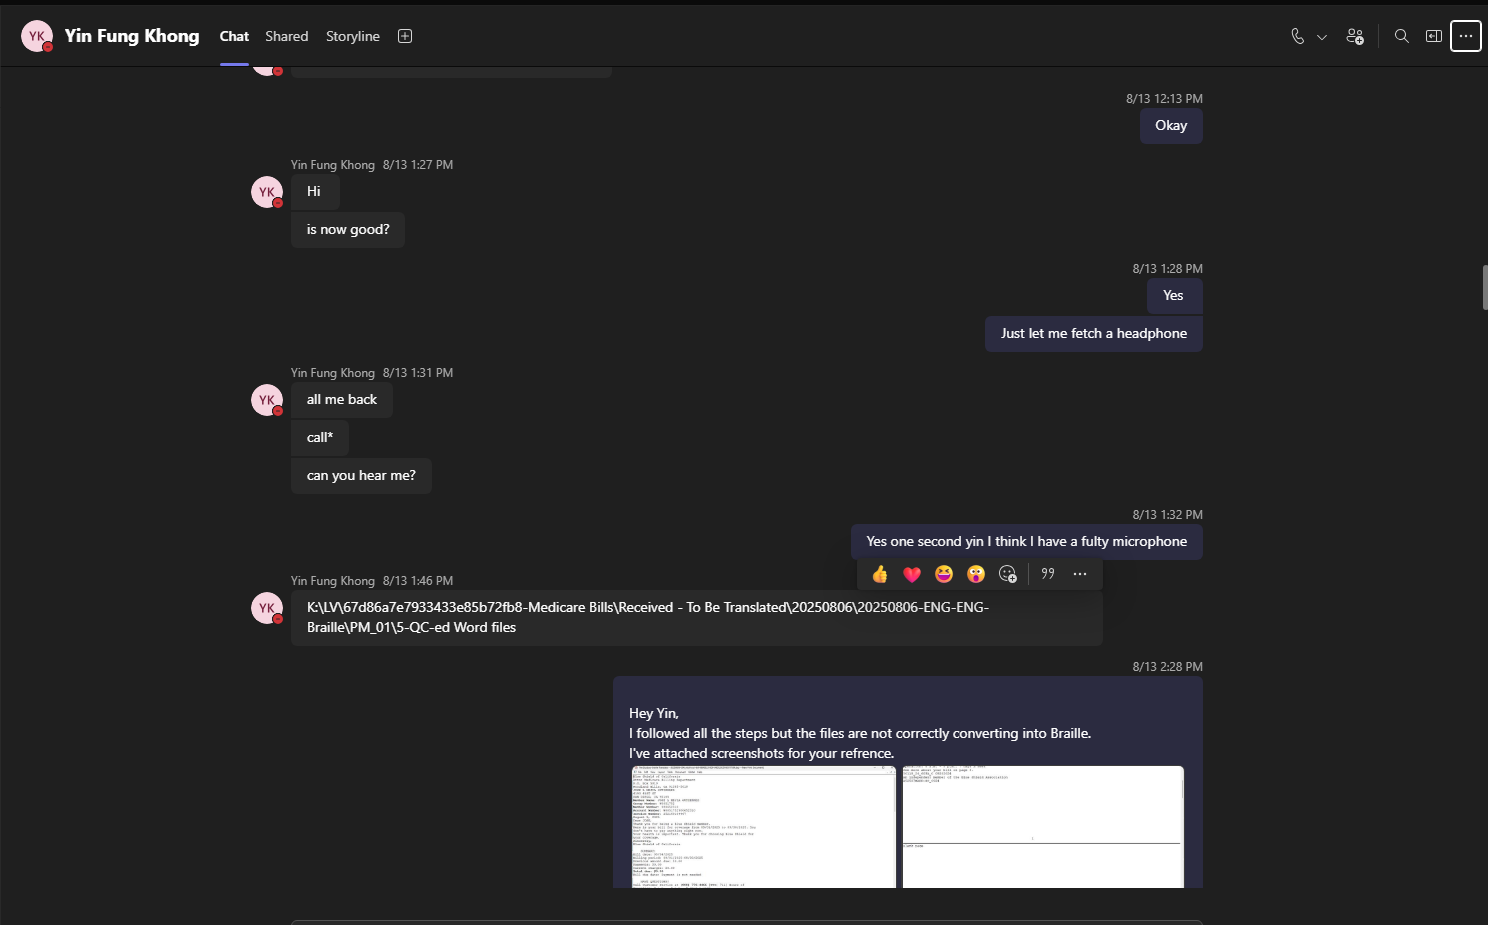 YK
Yin Fung Khong
Chat
Shared
Storyline
8/13 12:13 PM
Okay
Yin Fung Khong 8/13 1:27 PM
YK
Hi
is now good?
8/13 1:28 PM
Yes
Just let me fetch a headphone
Yin Fung Khong 8/13 1:31 PM
YK
all me back
call*
can you hear me?
8/13 1:32 PM
Yes one second yin I think I have a fulty microphone
Yin Fung Khong 8/13 1:46 PM
YK
K:\LV\67d86a7e7933433e85b72fb8-Medicare Bills\Received - To Be Translated\20250806\20250806-ENG-ENG-
Braille\PM_01\5-QC-ed Word files
8/13 2:28 PM
Hey Yin,
I followed all the steps but the files are not correctly converting into Braille.
I've attached screenshots for your refrence.